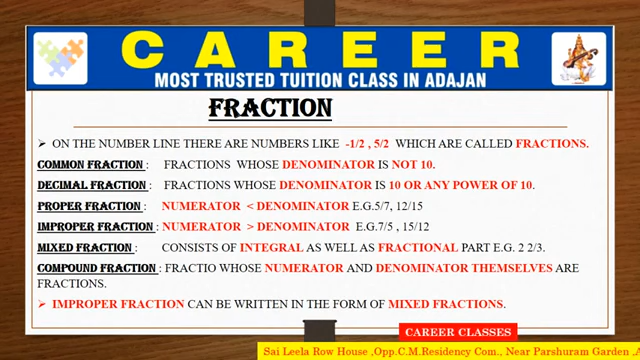 CAREER
MOST TRUSTED TUITION CLASS IN ADAJAN
FRACTION
➢ ON THE NUMBER LINE THERE ARE NUMBERS LIKE -1/2 , 5/2 WHICH ARE CALLED FRACTIONS.
COMMON FRACTION : FRACTIONS WHOSE DENOMINATOR IS NOT 10.
DECIMAL FRACTION : FRACTIONS WHOSE DENOMINATOR IS 10 OR ANY POWER OF 10.
PROPER FRACTION : NUMERATOR < DENOMINATOR E.G.5/7, 12/15
IMPROPER FRACTION : NUMERATOR > DENOMINATOR E.G.7/5 , 15/12
MIXED FRACTION : CONSISTS OF INTEGRAL AS WELL AS FRACTIONAL PART E.G. 2 2/3.
COMPOUND FRACTION : FRACTIO WHOSE NUMERATOR AND DENOMINATOR THEMSELVES ARE
FRACTIONS.
➢ IMPROPER FRACTION CAN BE WRITTEN IN THE FORM OF MIXED FRACTIONS.
CAREER CLASSES
Sai Leela Row House ,Opp.C.M.Residency Com., Near Parshuram Garden ,A